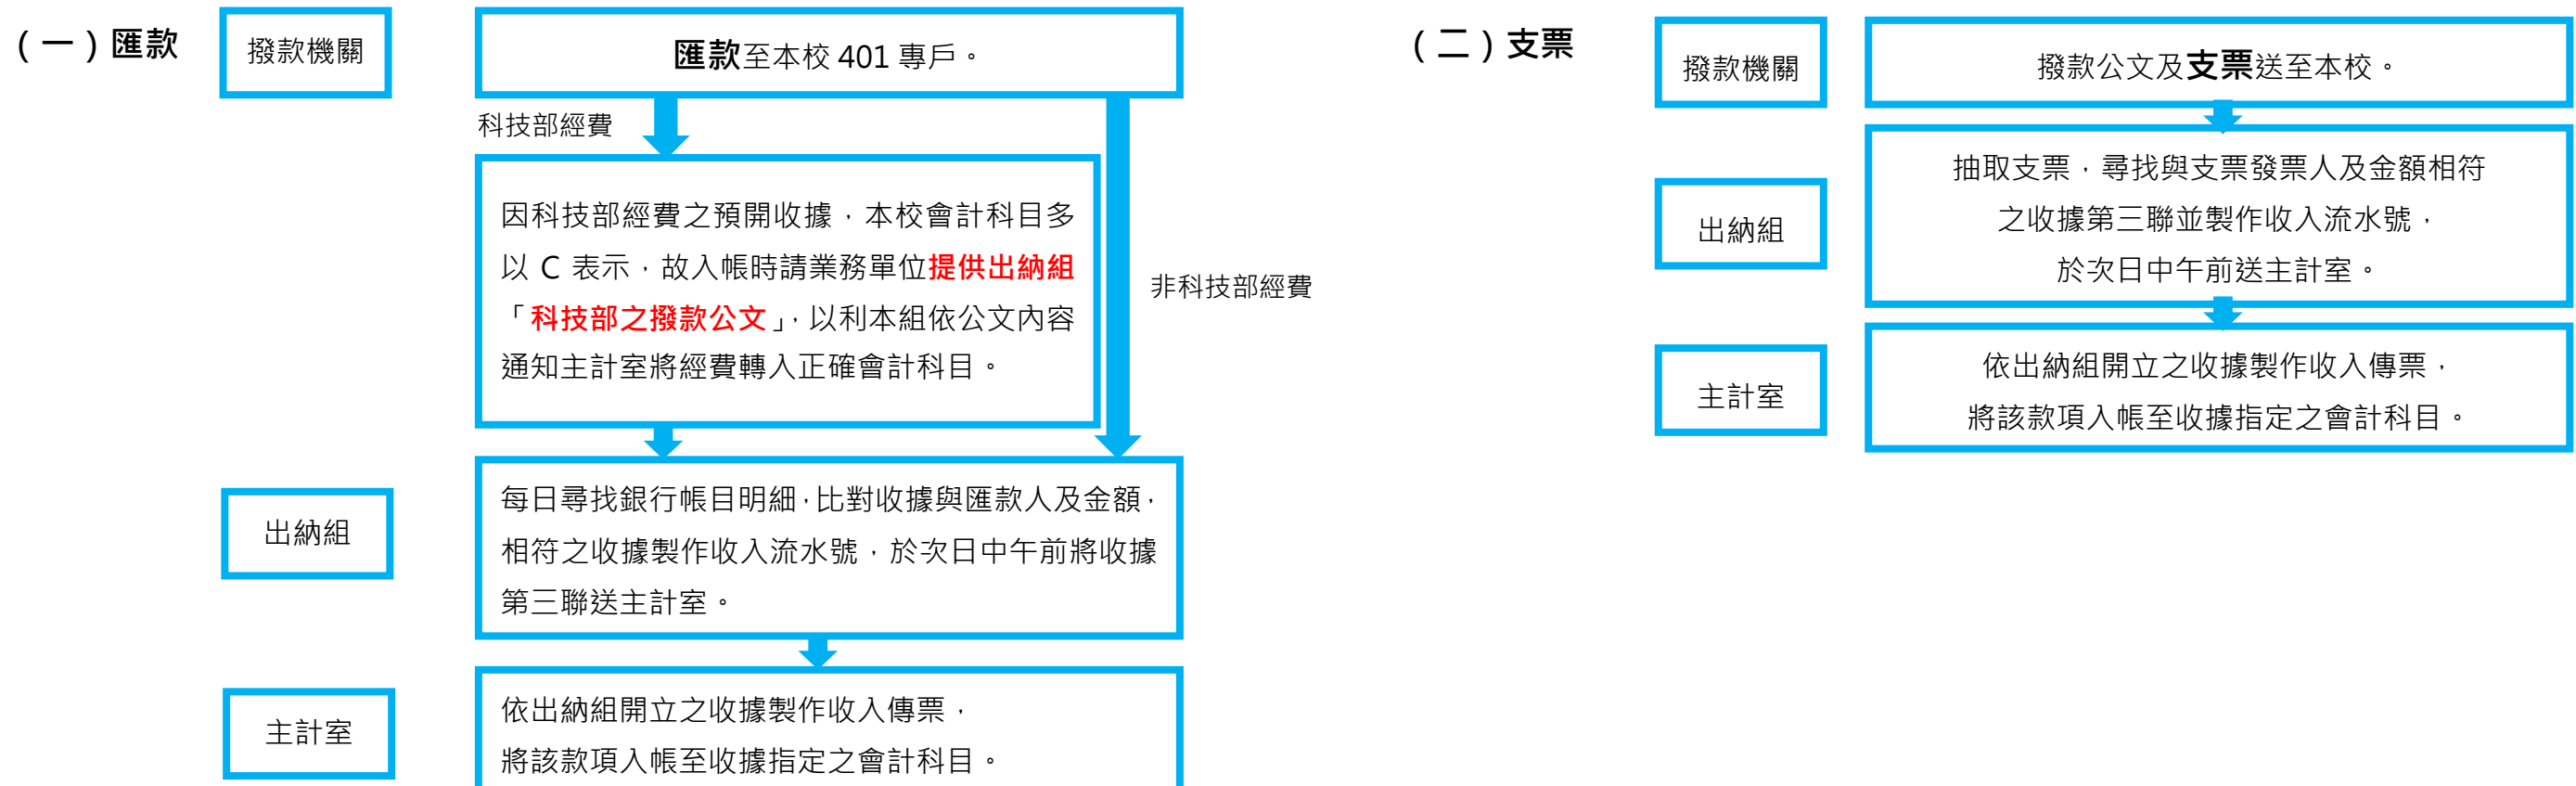 （一）匯款
撥款機關
匯款至本校 401 專戶。
科技部經費
因科技部經費之預開收據，本校會計科目多
以 C 表示，故入帳時請業務單位提供出納組
「科技部之撥款公文」，以利本組依公文內容
通知主計室將經費轉入正確會計科目。
非科技部經費
出納組
每日尋找銀行帳目明細，比對收據與匯款人及金額，
相符之收據製作收入流水號，於次日中午前將收據
第三聯送主計室。
主計室
依出納組開立之收據製作收入傳票，
將該款項入帳至收據指定之會計科目。
（二）支票
撥款機關
撥款公文及支票送至本校。
出納組
抽取支票，尋找與支票發票人及金額相符
之收據第三聯並製作收入流水號，
於次日中午前送主計室。
主計室
依出納組開立之收據製作收入傳票，
將該款項入帳至收據指定之會計科目。